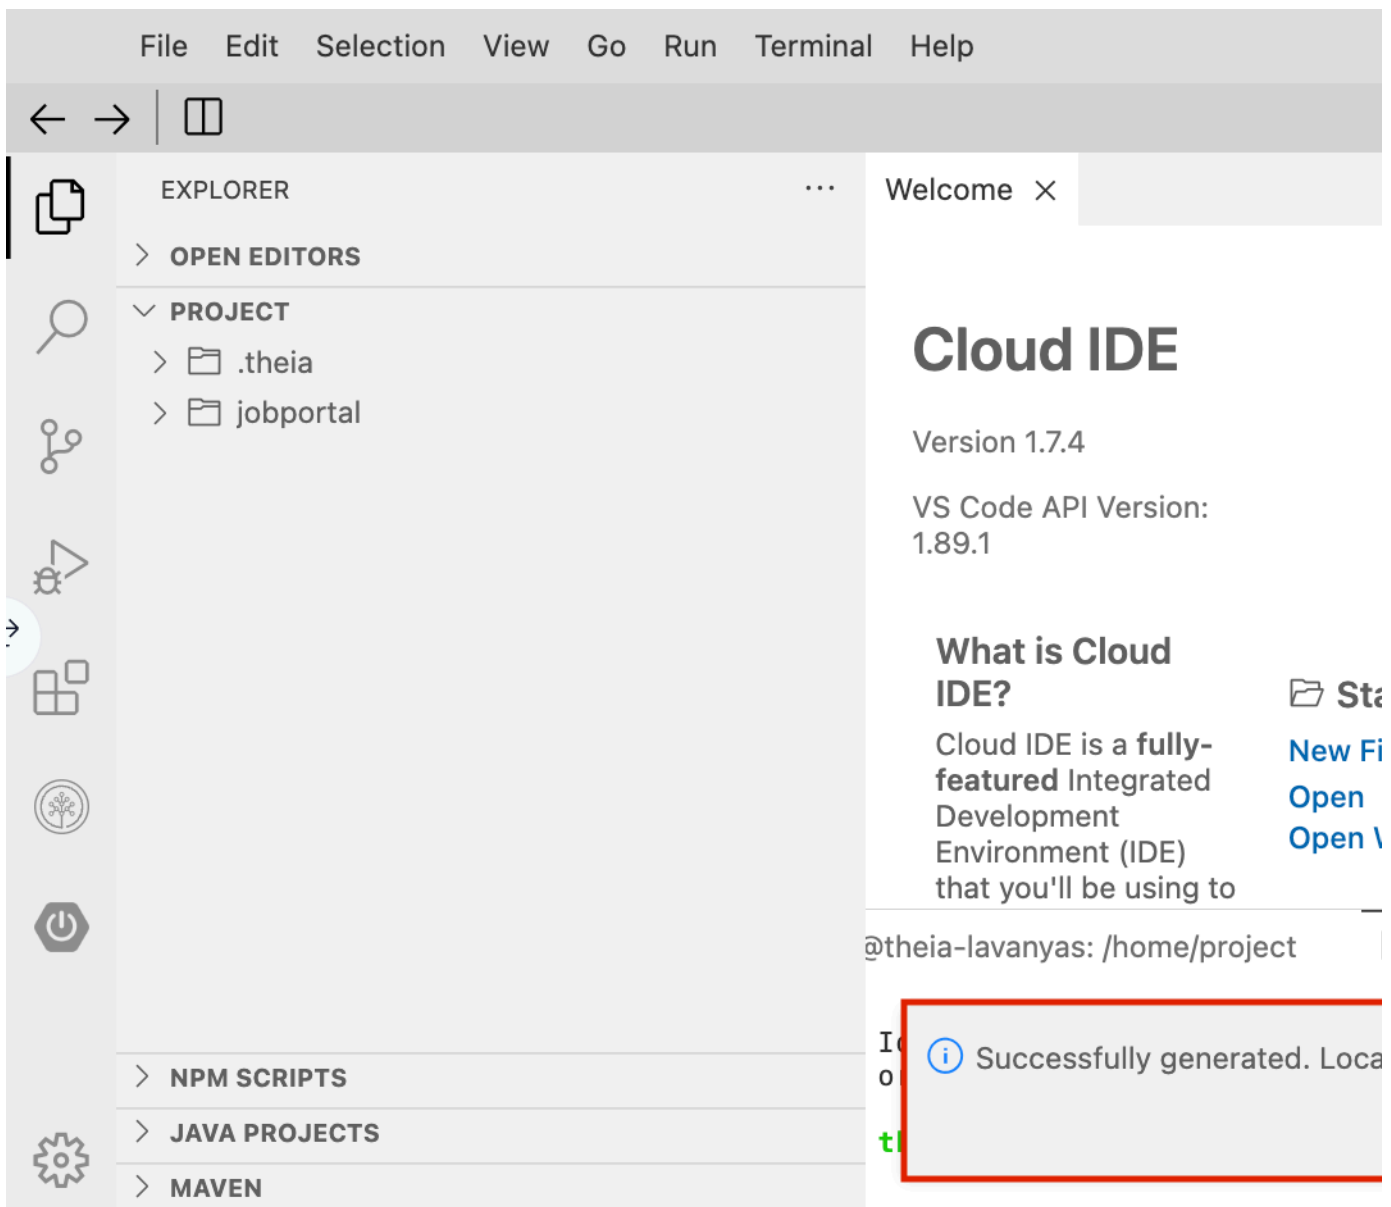 File Edit Selection View Go Run Terminal Help
EXPLORER
OPEN EDITORS
PROJECT
.theia
jobportal
NPM SCRIPTS
JAVA PROJECTS
MAVEN
Welcome
Cloud IDE
Version 1.7.4
VS Code API Version:
1.89.1
What is Cloud
IDE?
Cloud IDE is a fully-
featured Integrated
Development
Environment (IDE)
that you'll be using to
Open
Open
New
@theia-lavanyas: /home/project
Successfully generated.